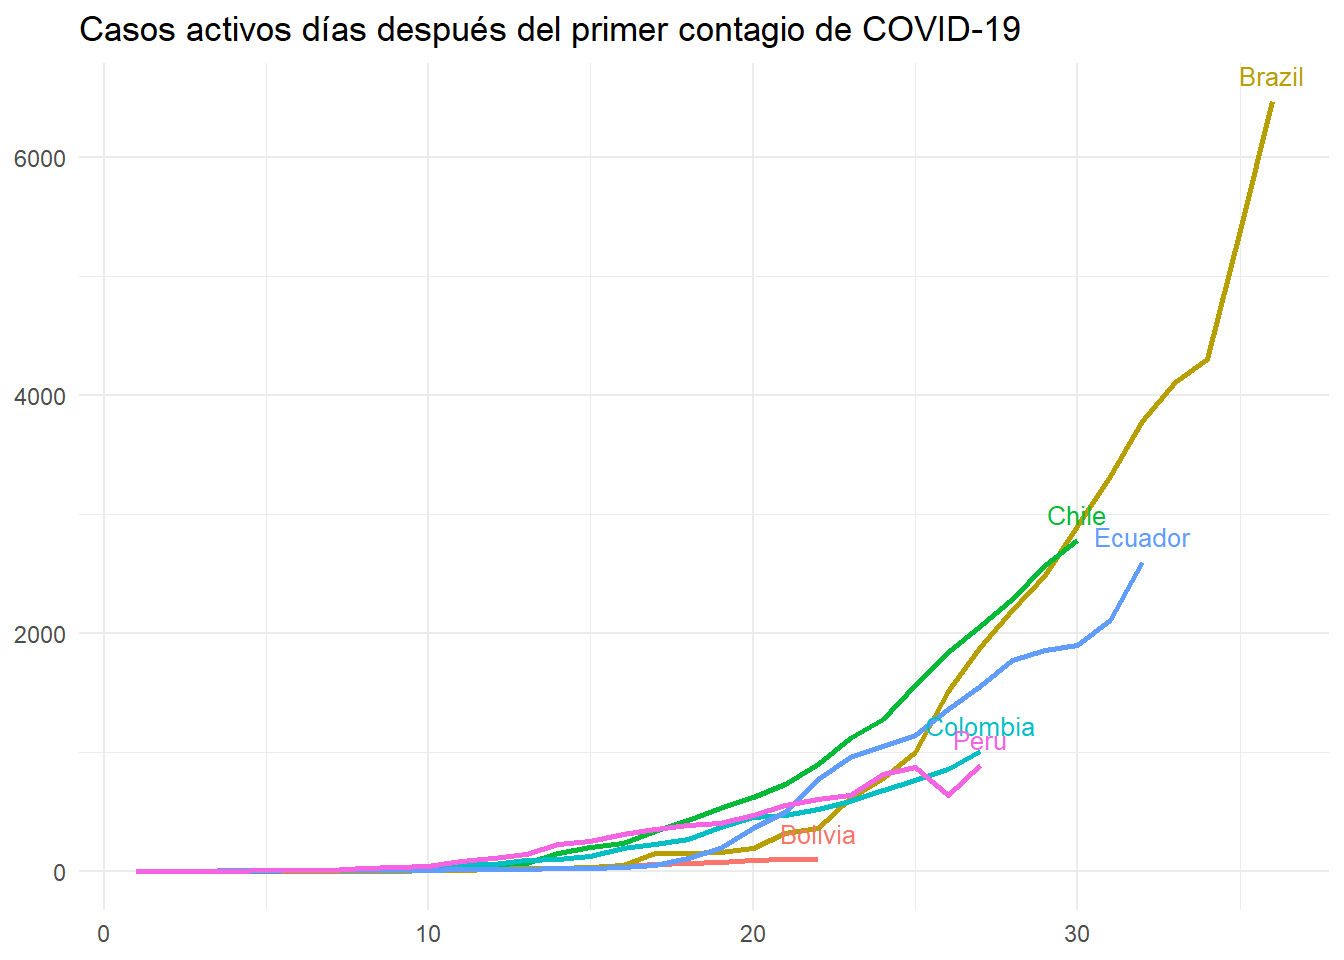 Casos activos días después del primer contagio de COVID-19
Brazil
6000
4000
Chile
Ecuador
2000
Colombia
Peru
Bolivia
0
0 10 20 30